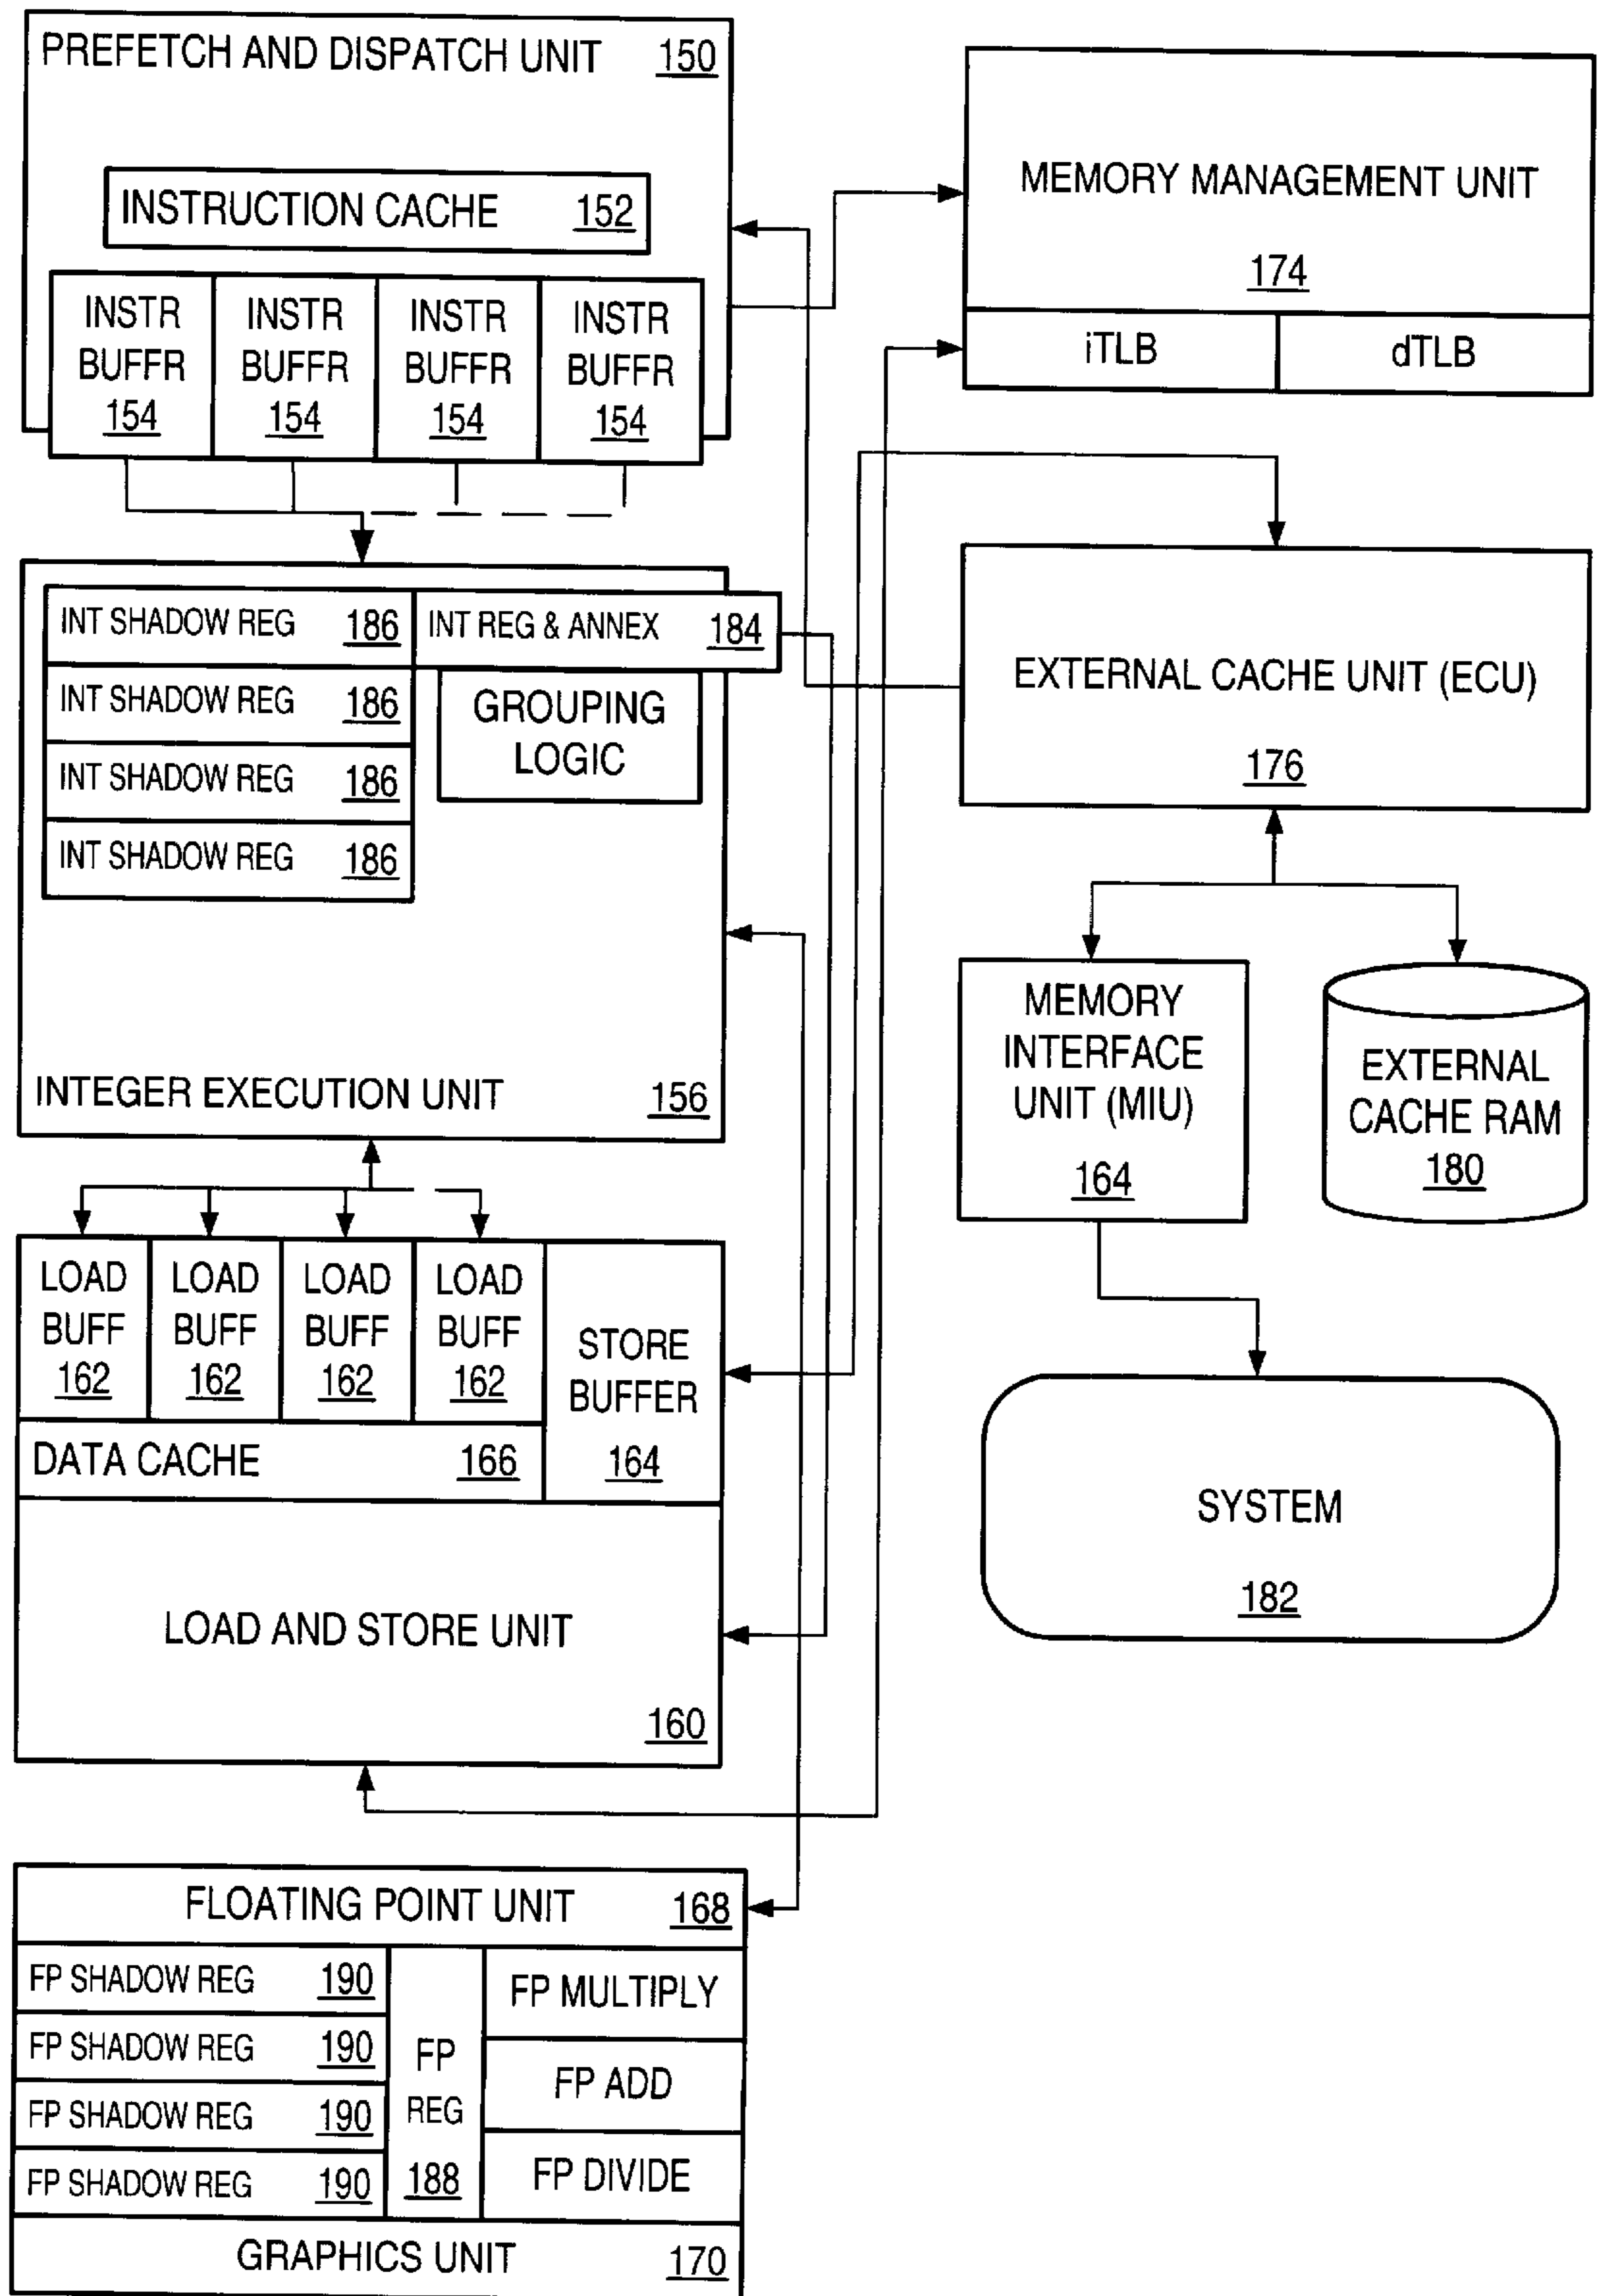 PREFETCH AND DISPATCH UNIT 150
INSTRUCTION CACHE 152
INSTR BUFFR 154
INSTR BUFFR 154
INSTR BUFFR 154
INSTR BUFFR 154
INT SHADOW REG 186
INT REG & ANNEX 184
INT SHADOW REG 186
INT SHADOW REG 186
INT SHADOW REG 186
GROUPING
LOGIC
INTEGER EXECUTION UNIT 156
LOAD BUFF 162
LOAD BUFF 162
LOAD BUFF 162
LOAD BUFF 162
STORE
BUFFER
164
DATA CACHE 166
LOAD AND STORE UNIT
160
FLOATING POINT UNIT 168
FP SHADOW REG 190
FP SHADOW REG 190
FP SHADOW REG 190
FP SHADOW REG 190
FP
REG
188
FP MULTIPLY
FP ADD
FP DIVIDE
GRAPHICS UNIT 170
MEMORY MANAGEMENT UNIT
174
iTLB
dTLB
EXTERNAL CACHE UNIT (ECU)
176
MEMORY
INTERFACE
UNIT (MIU)
164
EXTERNAL
CACHE RAM
180
SYSTEM
182